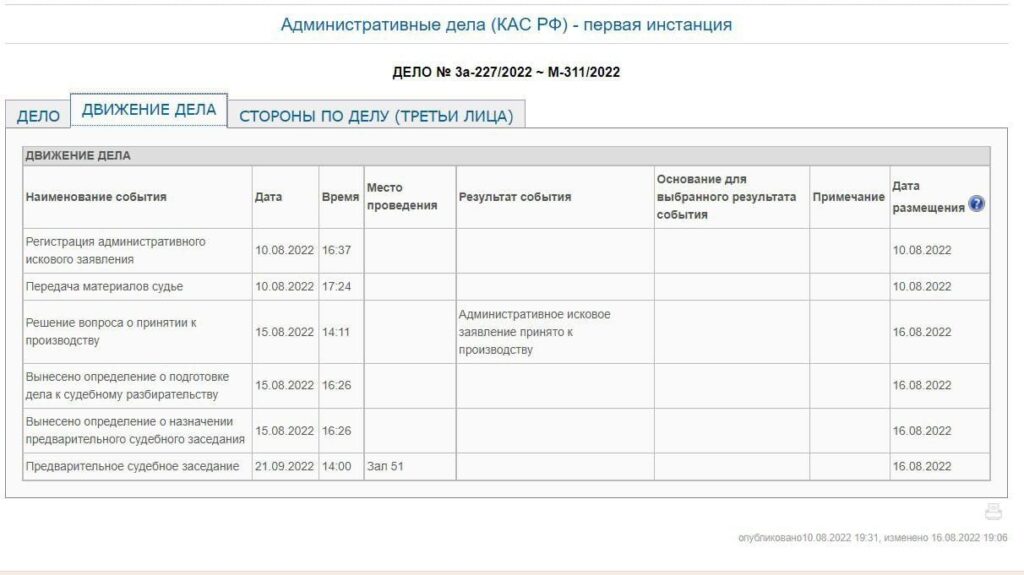 Административные дела (КАС РФ) - первая инстанция
ДЕЛО № 3а-227/2022 ~ М-311/2022
ДЕЛО ДВИЖЕНИЕ ДЕЛА СТОРОНЫ ПО ДЕЛУ (ТРЕТЬИ ЛИЦА)
ДВИЖЕНИЕ ДЕЛА
Наименование события Дата Время Место проведения Результат события Основание для выбранного результата события Примечание Дата размещения ?
Регистрация административного
искового заявления 10.08.2022 16:37 10.08.2022
Передача материалов судье 10.08.2022 17:24 10.08.2022
Решение вопроса о принятии к
производству 15.08.2022 14:11 Административное исковое
заявление принято к
производству 16.08.2022
Вынесено определение о подготовке
дела к судебному разбирательству 15.08.2022 16:26 16.08.2022
Вынесено определение о назначении
предварительного судебного заседания 15.08.2022 16:26 16.08.2022
Предварительное судебное заседание 21.09.2022 14:00 Зал 51 16.08.2022
опубликовано10.08.2022 19:31, изменено 16.08.2022 19:06